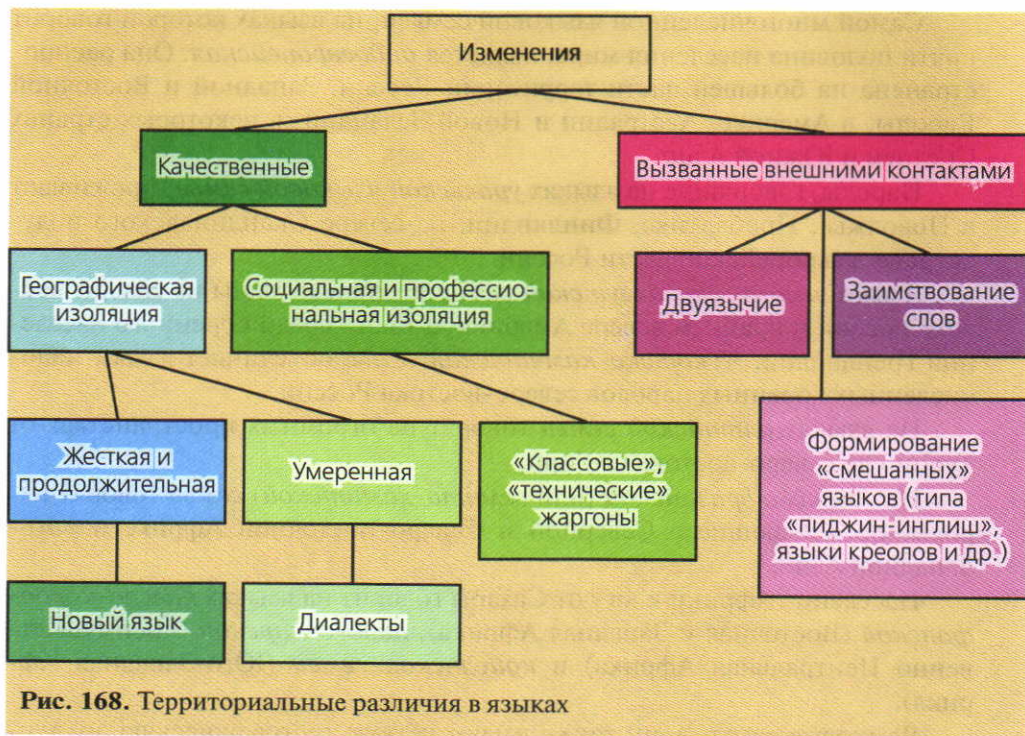 Изменения
Качественные
Вызванные внешними контактами
Географическая
изоляция
Социальная и профессио-
нальная изоляция
Двуязычие
Заимствование
слов
Жёсткая и
продолжительная
Умеренная
«Классовые»,
«технические»
жаргоны
Формирование
«смешанных»
языков (типа
«пиджин-инглиш»,
языки креолов и др.)
Новый язык
Диалекты
Рис. 168. Территориальные различия в языках